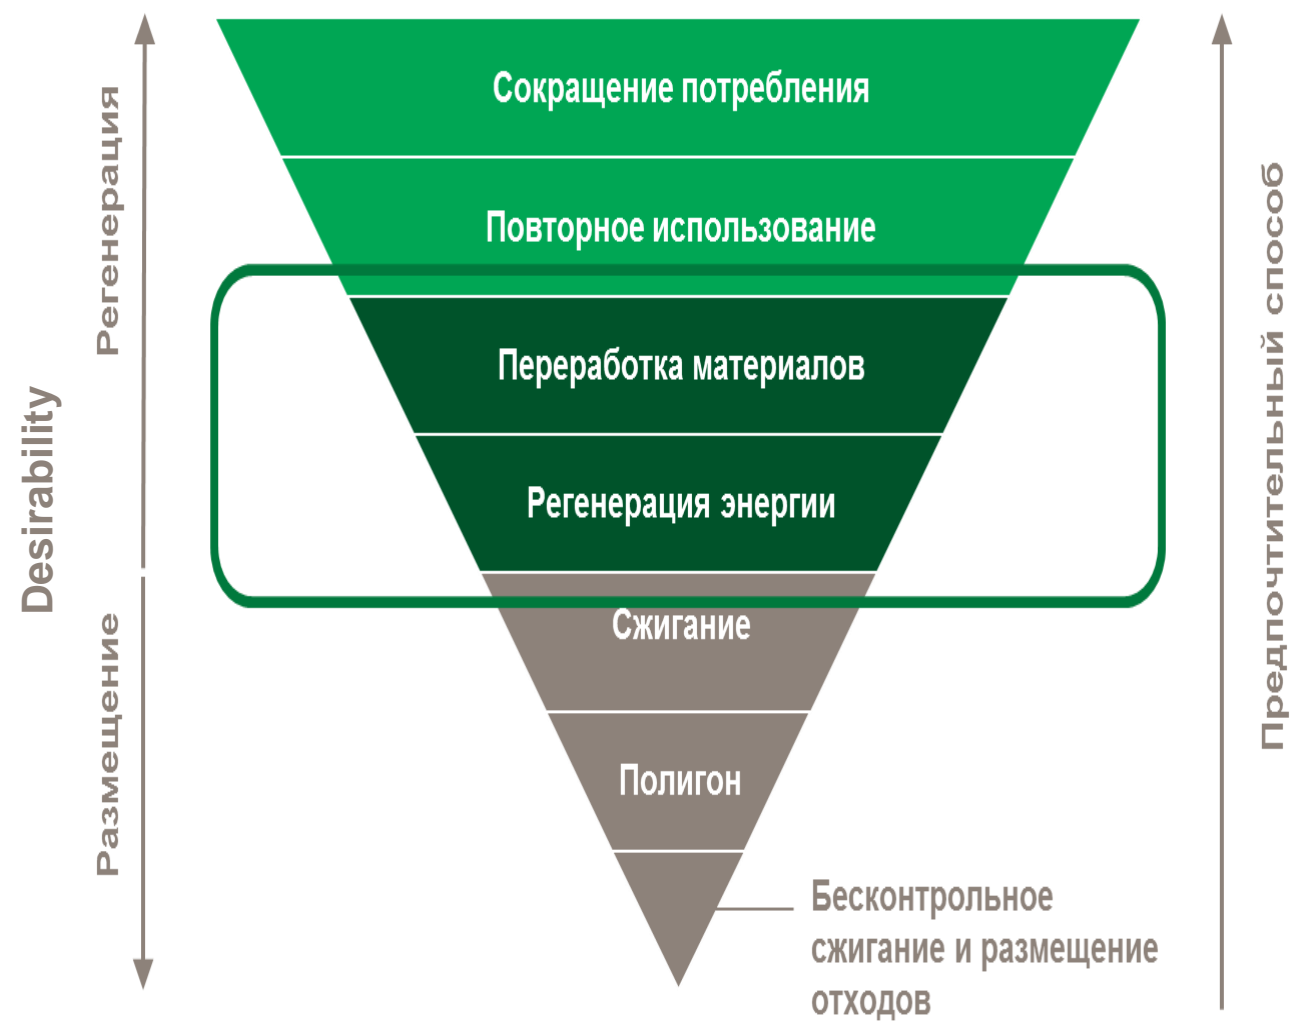 Desirability
Регенерация
Размещение
Сокращение потребления
Повторное использование
Переработка материалов
Регенерация энергии
Сжигание
Полигон
Бесконтрольное
сжигание и размещение
отходов
Предпочтительный способ